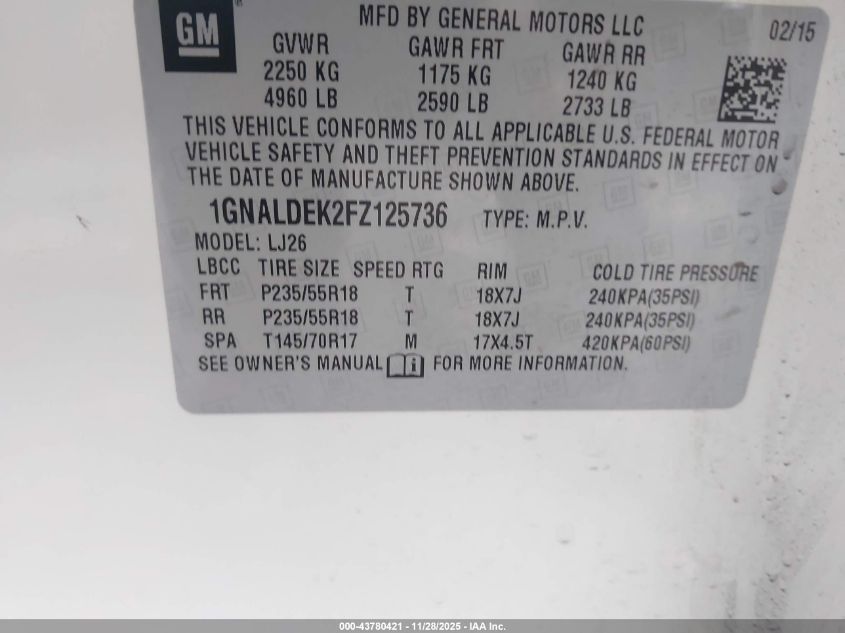 GM
MFD BY GENERAL MOTORS LLC 02/15
GVWR GAWR FRT GAWR RR
2250 KG 1175 KG 1240 KG
4960 LB 2590 LB 2733 LB
THIS VEHICLE CONFORMS TO ALL APPLICABLE U.S. FEDERAL MOTOR
VEHICLE SAFETY AND THEFT PREVENTION STANDARDS IN EFFECT ON
THE DATE OF MANUFACTURE SHOWN ABOVE.
1GNALDEK2FZ125736 TYPE: M.P.V.
MODEL: LJ26
LBCC TIRE SIZE SPEED RTG RIM COLD TIRE PRESSURE
FRT P235/55R18 T 18X7J 240KPA(35PSI)
RR P235/55R18 T 18X7J 240KPA(35PSI)
SPA T145/70R17 M 17X4.5T 420KPA(60PSI)
SEE OWNER'S MANUAL FOR MORE INFORMATION.
000-43780421 - 11/28/2025 - IAA Inc.